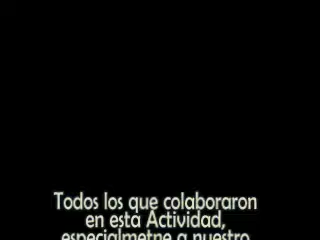 Todos los que colaboraron
en esta Actividad,
especialmetne a nuestro